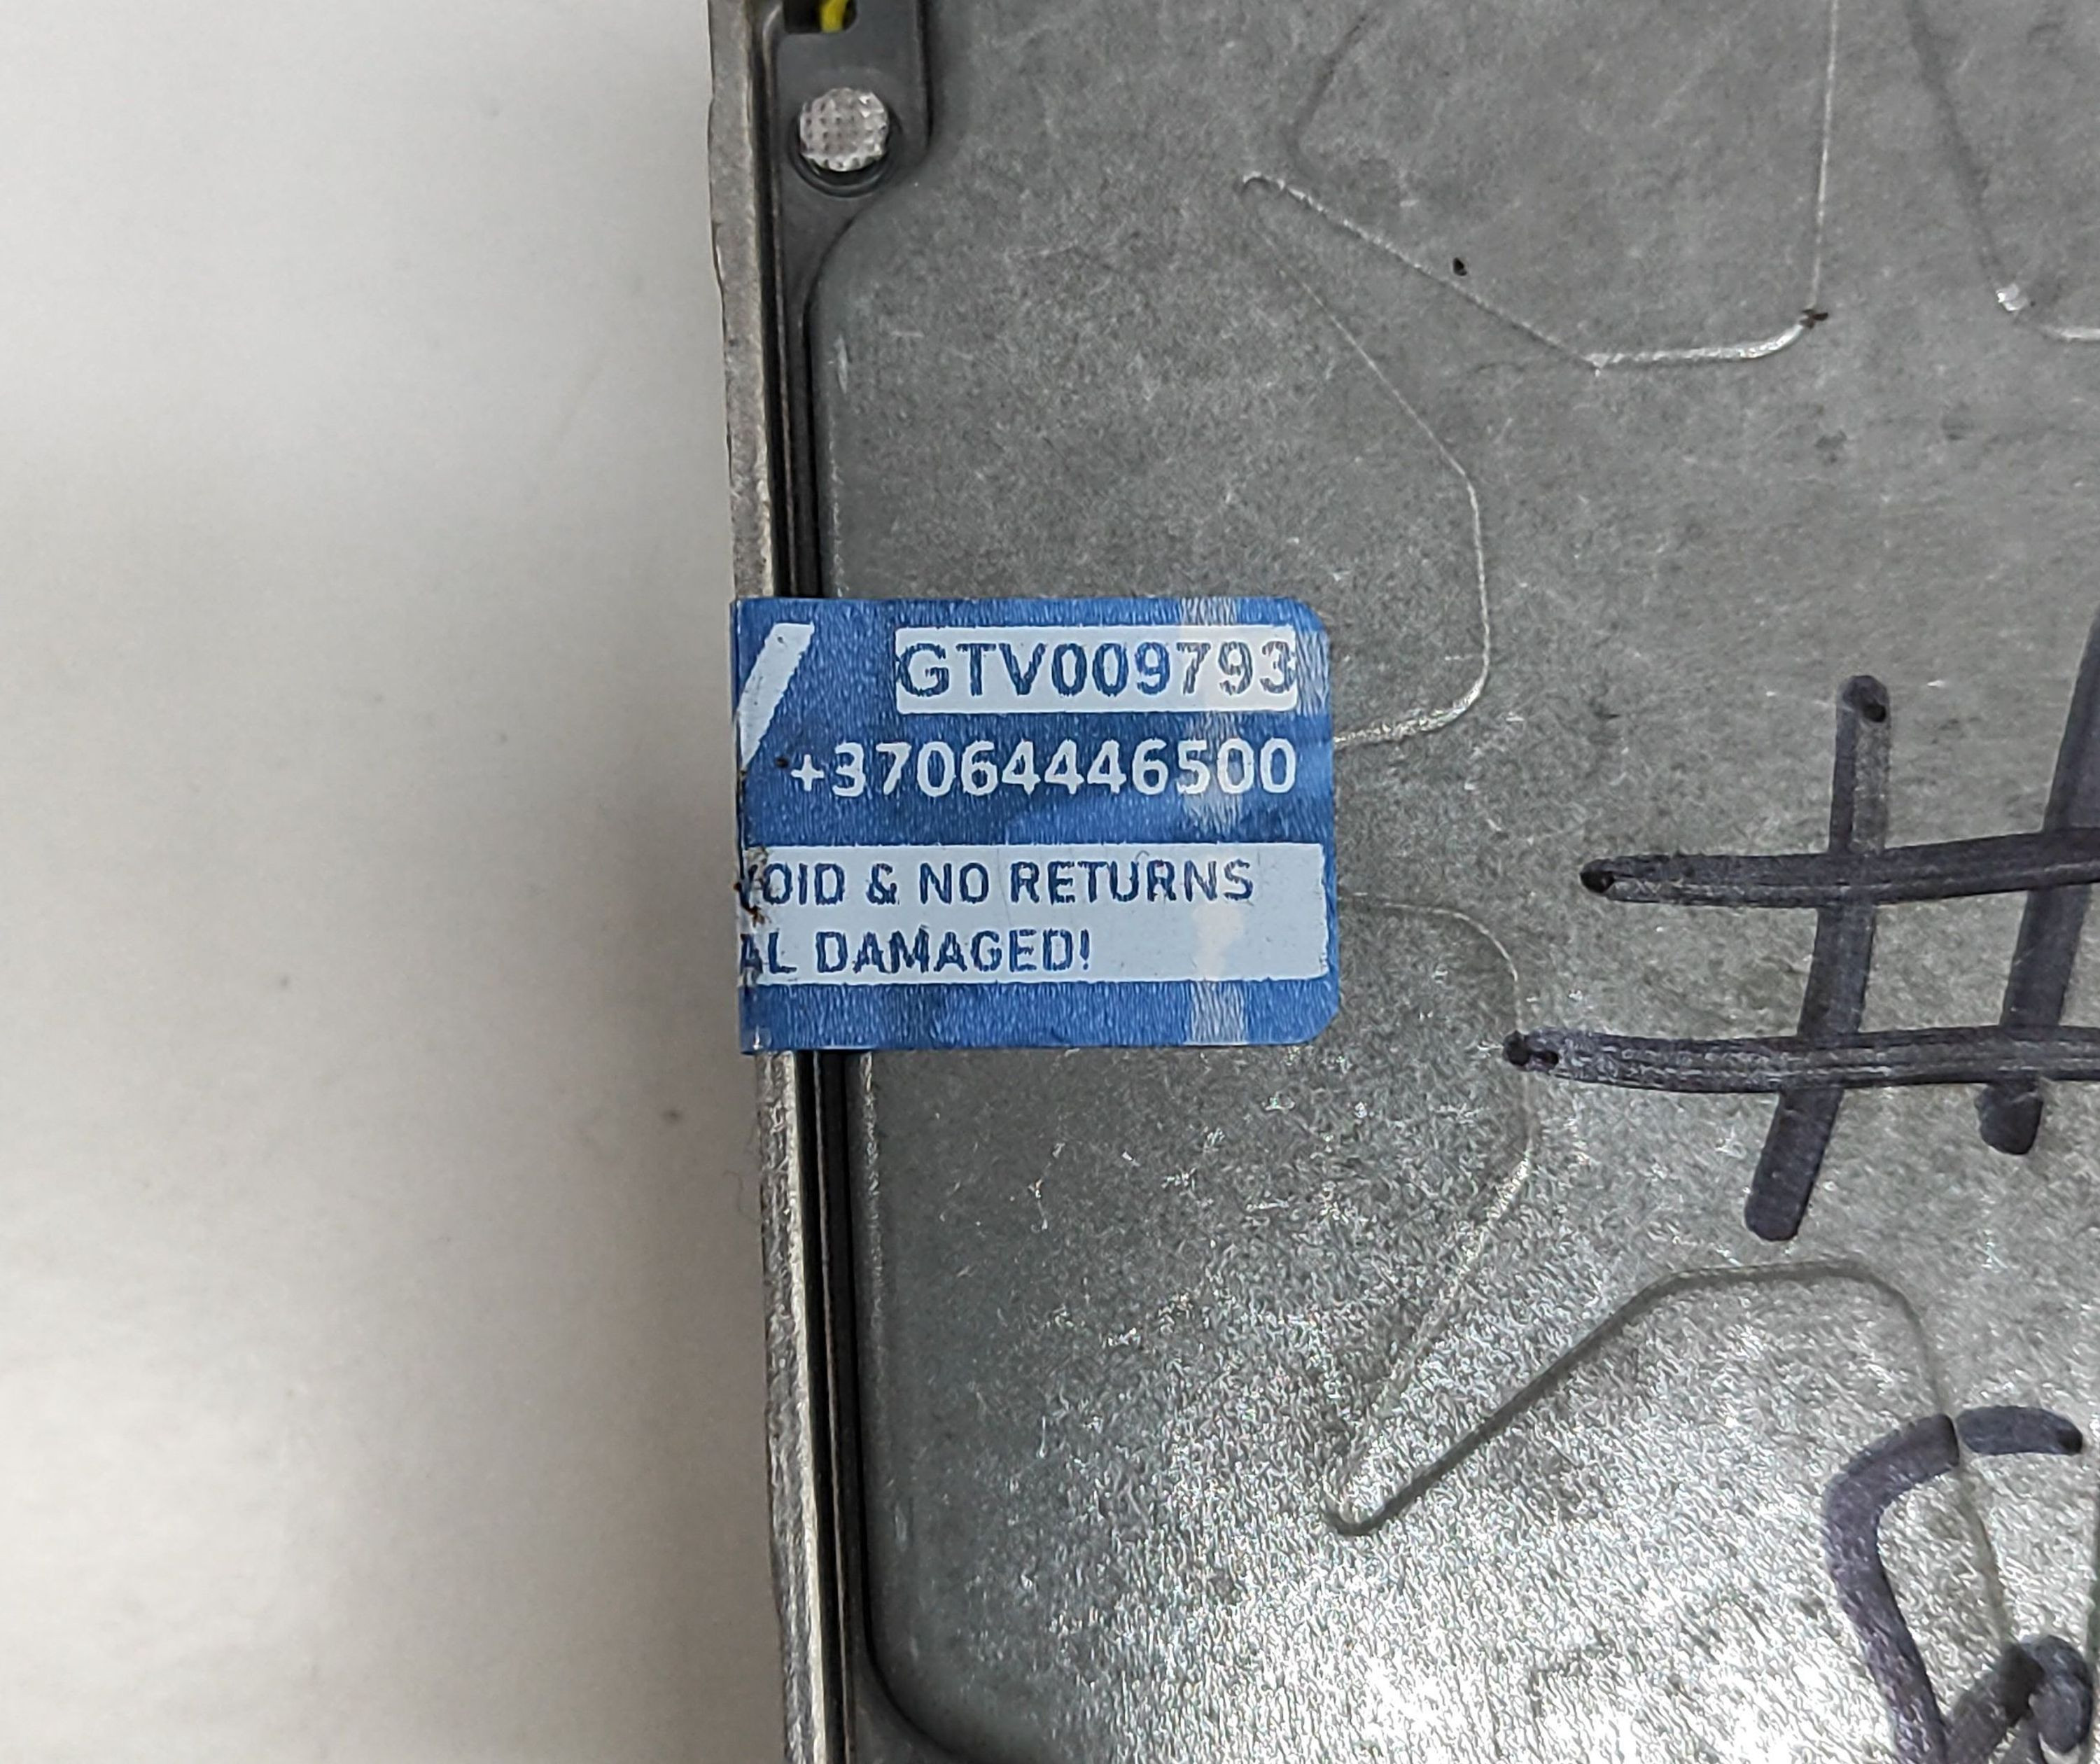 GTV009793
+37064446500
VOID & NO RETURNS
AL DAMAGED!
#